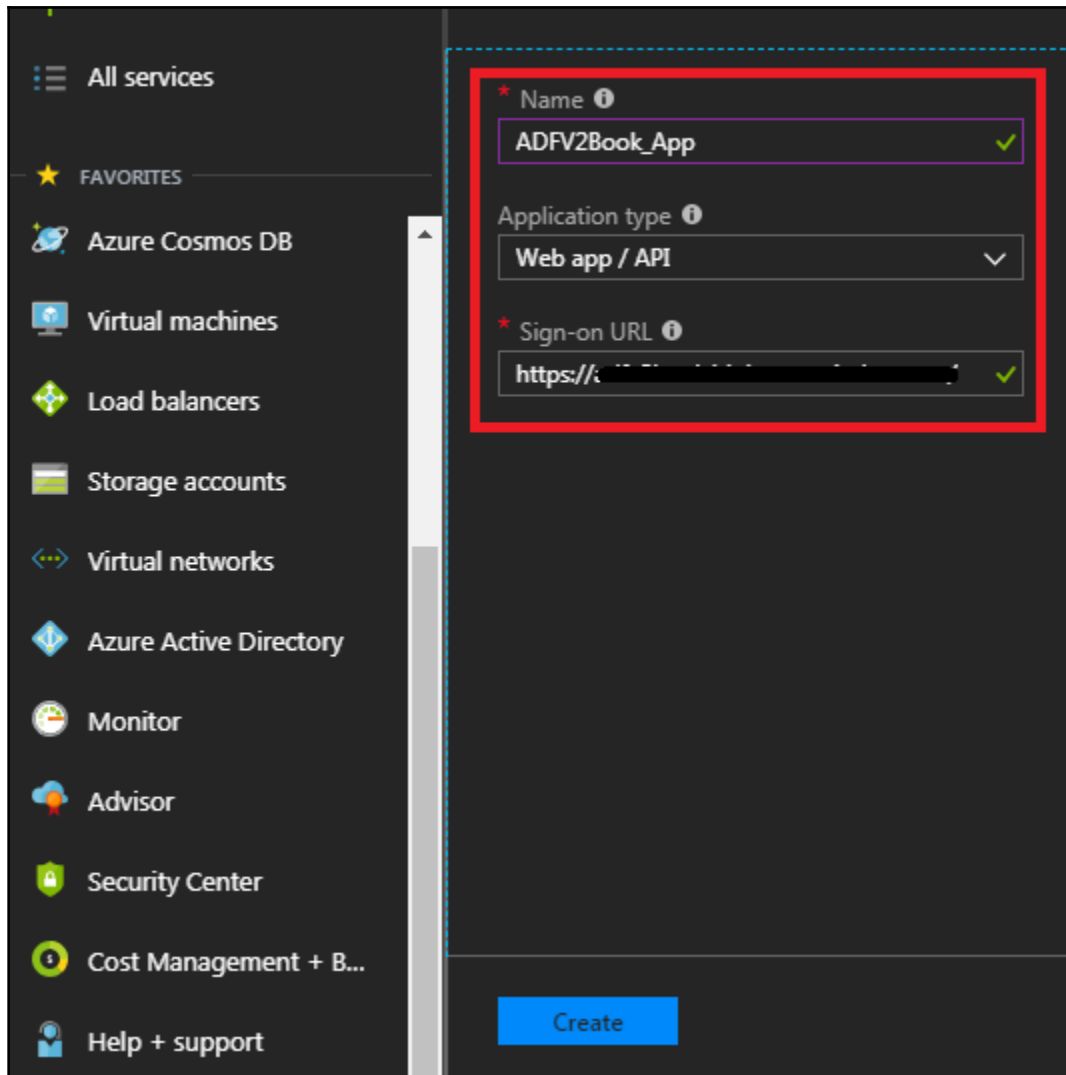 All services
FAVORITES
Azure Cosmos DB
Virtual machines
Load balancers
Storage accounts
Virtual networks
Azure Active Directory
Monitor
Advisor
Security Center
Cost Management + B...
Help + support
* Name
ADFV2Book_App
Application type
Web app / API
* Sign-on URL
https://
Create